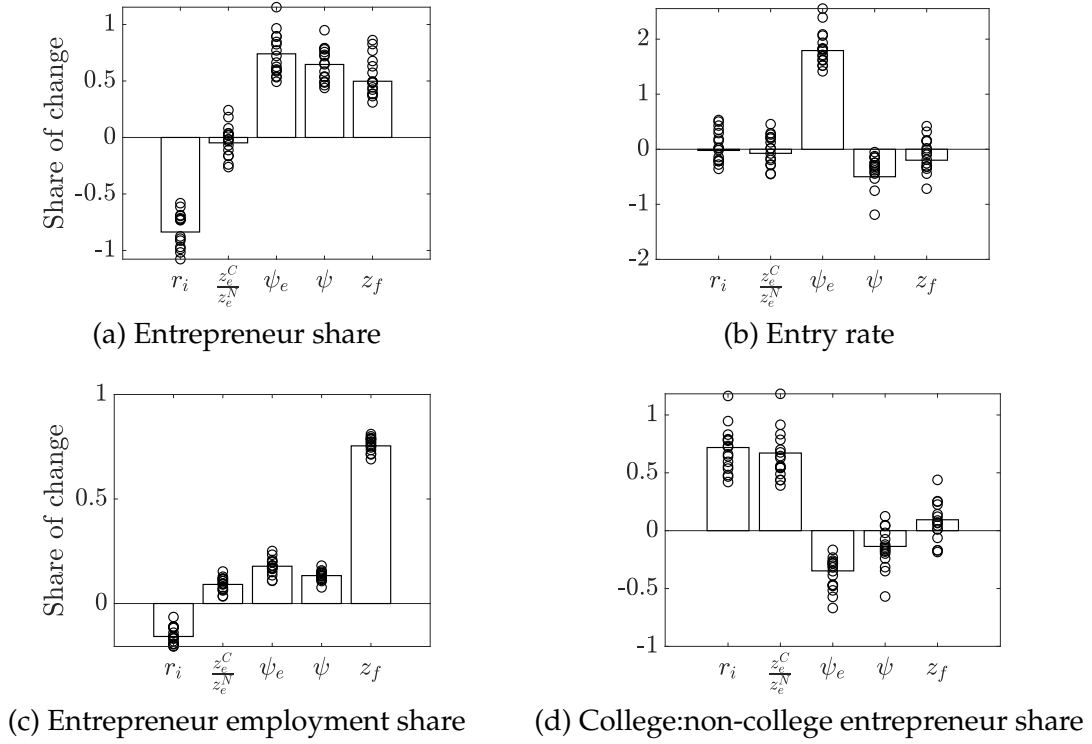 Share of change
1
0.5
0
-0.5
-1
r_i
z_e^C / z_e^N
ψ_e
ψ
z_f
(a) Entrepreneur share
2
1
0
-1
-2
r_i
z_e^C / z_e^N
ψ_e
ψ
z_f
(b) Entry rate
Share of change
1
0.5
0
r_i
z_e^C / z_e^N
ψ_e
ψ
z_f
(c) Entrepreneur employment share
1
0.5
0
-0.5
-1
r_i
z_e^C / z_e^N
ψ_e
ψ
z_f
(d) College:non-college entrepreneur share